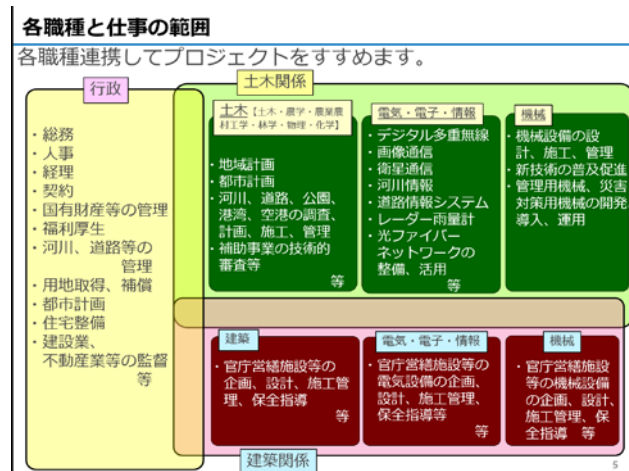 各職種と仕事の範囲
各職種連携してプロジェクトをすすめます。
行政
・総務
・人事
・経理
・契約
・国有財産等の管理
・福利厚生
・河川、道路等の
管理
・用地取得、補償
・都市計画
・住宅整備
・建設業、
不動産業等の監督
等
土木関係
土木【土木・農学・農業農
村工学・林学・物理・化学】
・地域計画
・都市計画
・河川、道路、公園、
港湾、空港の調査、
計画、施工、管理
・補助事業の技術的
審査等
等
電気・電子・情報
・デジタル多重無線
・画像通信
・衛星通信
・河川情報
・道路情報システム
・レーダー雨量計
・光ファイバー
ネットワークの
整備、活用
等
機械
・機械設備の設
計、施工、管理
・新技術の普及促進
・管理用機械、災害
対策用機械の開発
導入、運用
建築
・官庁営繕施設等の
企画、設計、施工管
理、保全指導
等
電気・電子・情報
・官庁営繕施設等の
電気設備の企画、
設計、施工管理、
保全指導等
等
機械
・官庁営繕施設
等の機械設備
の企画、設計、
施工管理、保
全指導 等
建築関係
5